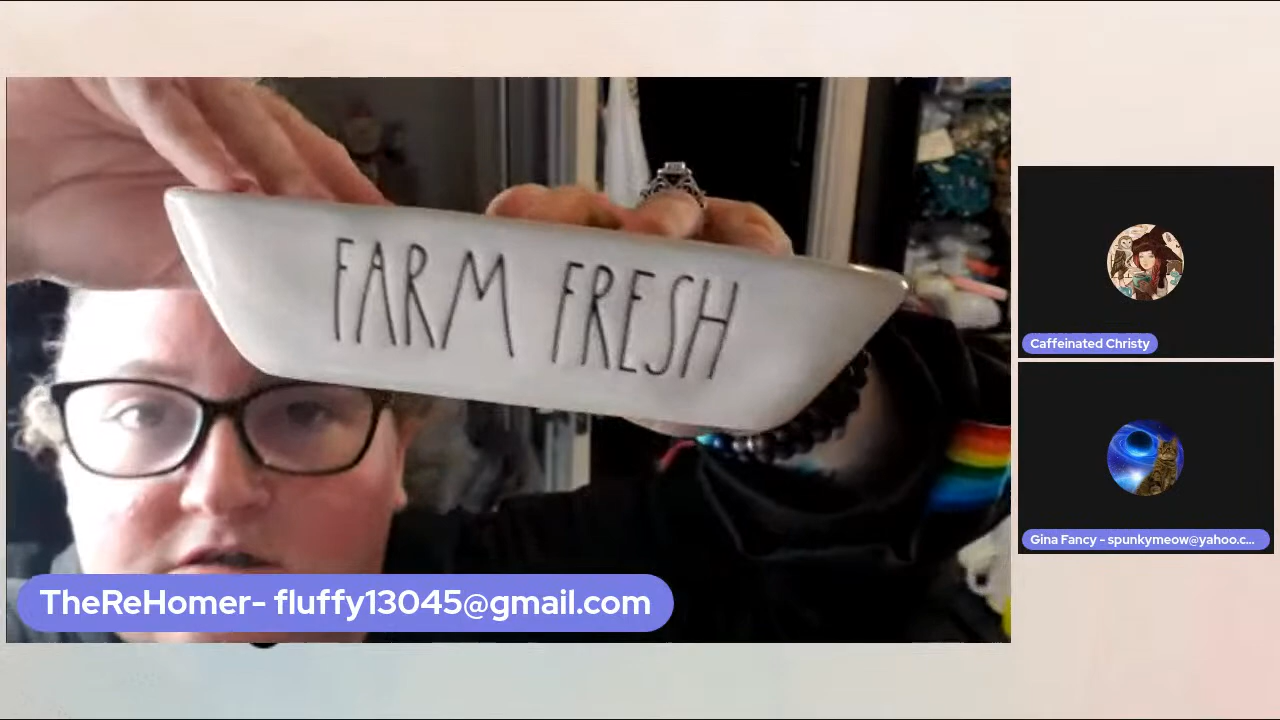 FARM FRESH
TheReHomer- fluffy13045@gmail.com
Caffeinated Christy
Gina Fancy - spunkymeow@yahoo.c...